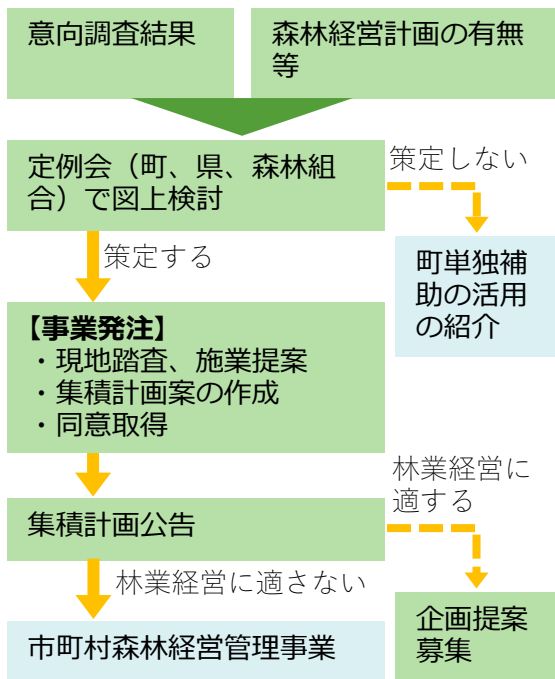 意向調査結果
森林経営計画の有無
等
定例会（町、県、森林組
合）で図上検討
策定しない
策定する
町単独補
助の活用
の紹介
【事業発注】
・現地踏査、施業提案
・集積計画案の作成
・同意取得
林業経営に
適する
集積計画公告
林業経営に適さない
企画提案
募集
市町村森林経営管理事業